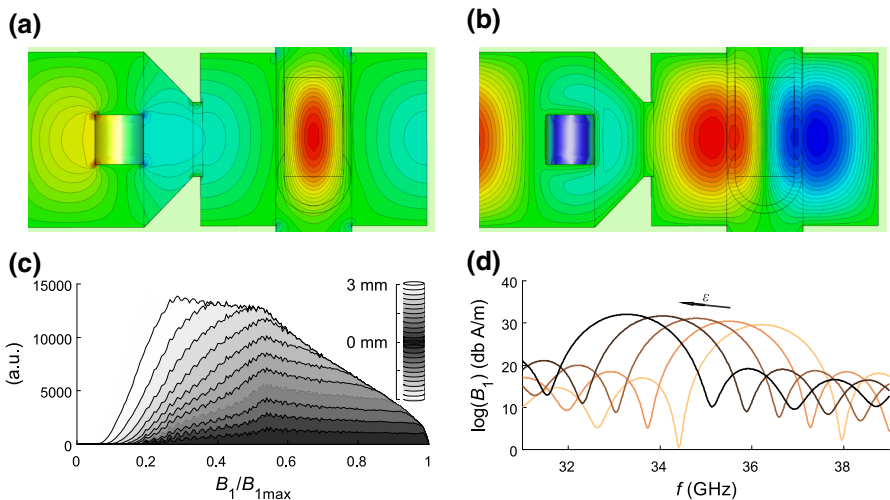 (a)
(b)
(c)
15000
10000
5000
0
(a.u.)
0
0.2
0.4
0.6
0.8
1
B₁/B₁max
3 mm
0 mm
(d)
40
30
20
10
0
log(B₁) (db A/m)
ε
32
34
36
38
f (GHz)